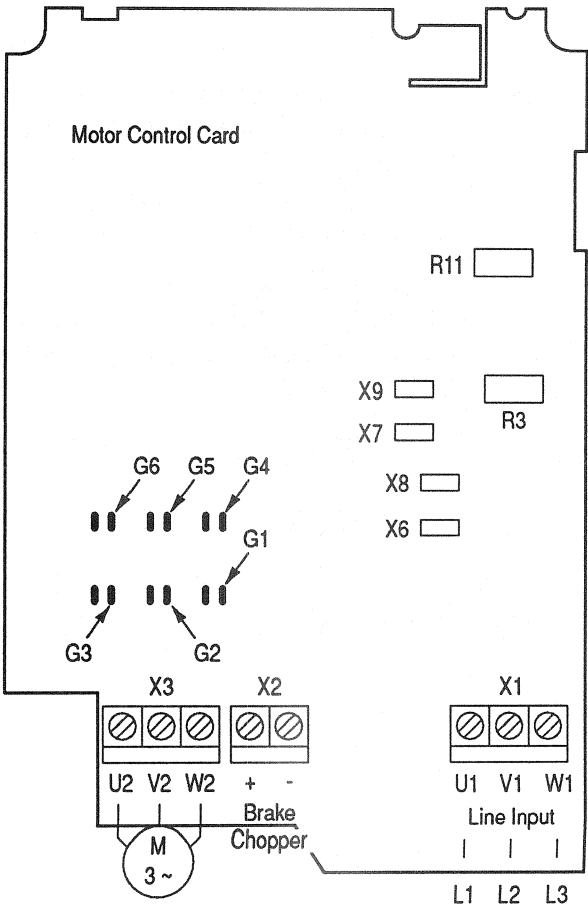 Motor Control Card
R11
X9
R3
X7
G6 G5 G4
X8
G1
X6
G3 G2
X3 X2 X1
U2 V2 W2 + - U1 V1 W1
Brake
Chopper
Line Input
M
3 ~
L1 L2 L3